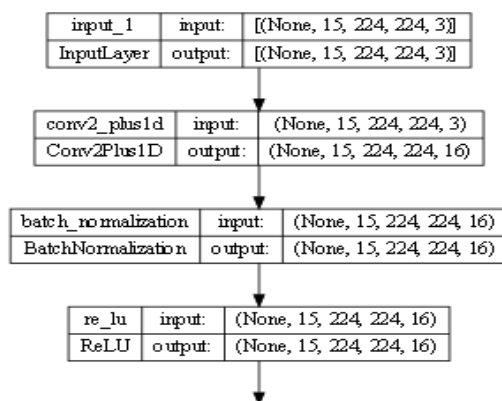 input_1 input: [(None, 15, 224, 224, 3)]
InputLayer output: [(None, 15, 224, 224, 3)]
conv2_plus1d input: (None, 15, 224, 224, 3)
Conv2Plus1D output: (None, 15, 224, 224, 16)
batch_normalization input: (None, 15, 224, 224, 16)
BatchNormalization output: (None, 15, 224, 224, 16)
re_lu input: (None, 15, 224, 224, 16)
ReLU output: (None, 15, 224, 224, 16)